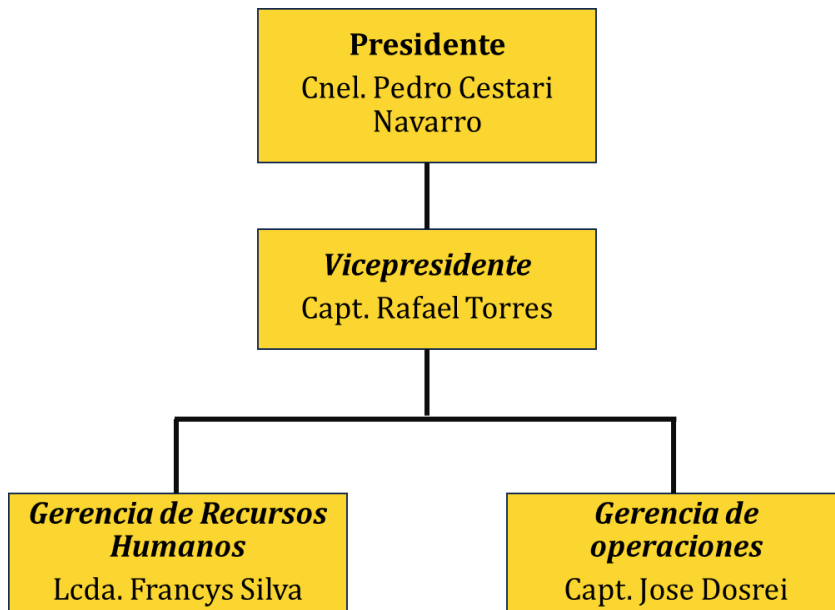 Presidente
Cnel. Pedro Cestari
Navarro
Vicepresidente
Capt. Rafael Torres
Gerencia de Recursos
Humanos
Lcda. Francys Silva
Gerencia de
operaciones
Capt. Jose Dosrei